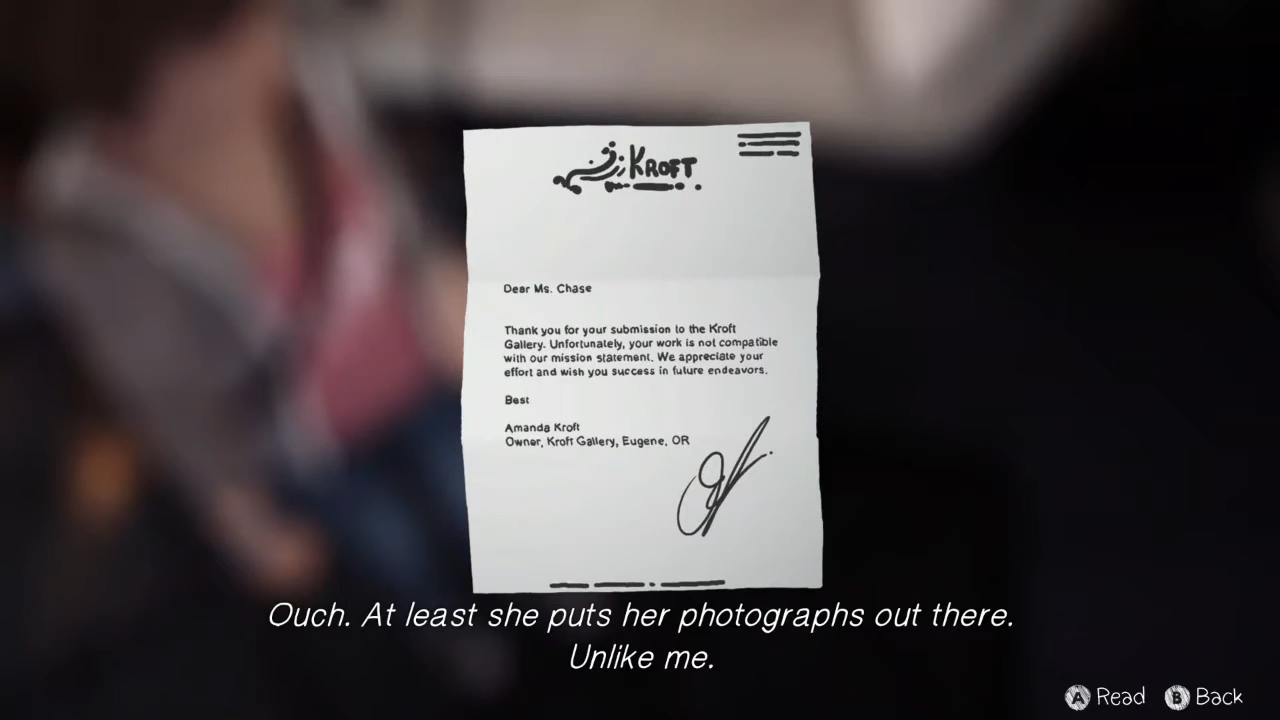 KROFT
Dear Ms. Chase
Thank you for your submission to the Kroft
Gallery. Unfortunately, your work is not compatible
with our mission statement. We appreciate your
effort and wish you success in future endeavors.
Best
Amanda Kroft
Owner, Kroft Gallery, Eugene, OR
Ouch. At least she puts her photographs out there.
Unlike me.
A Read B Back